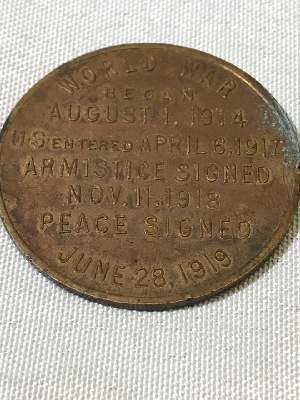 WORLD WAR
BEGAN
AUGUST 1, 1914
U.S. ENTERED APRIL 6, 1917
ARMISTICE SIGNED
NOV. 11, 1918
PEACE SIGNED
JUNE 28, 1919